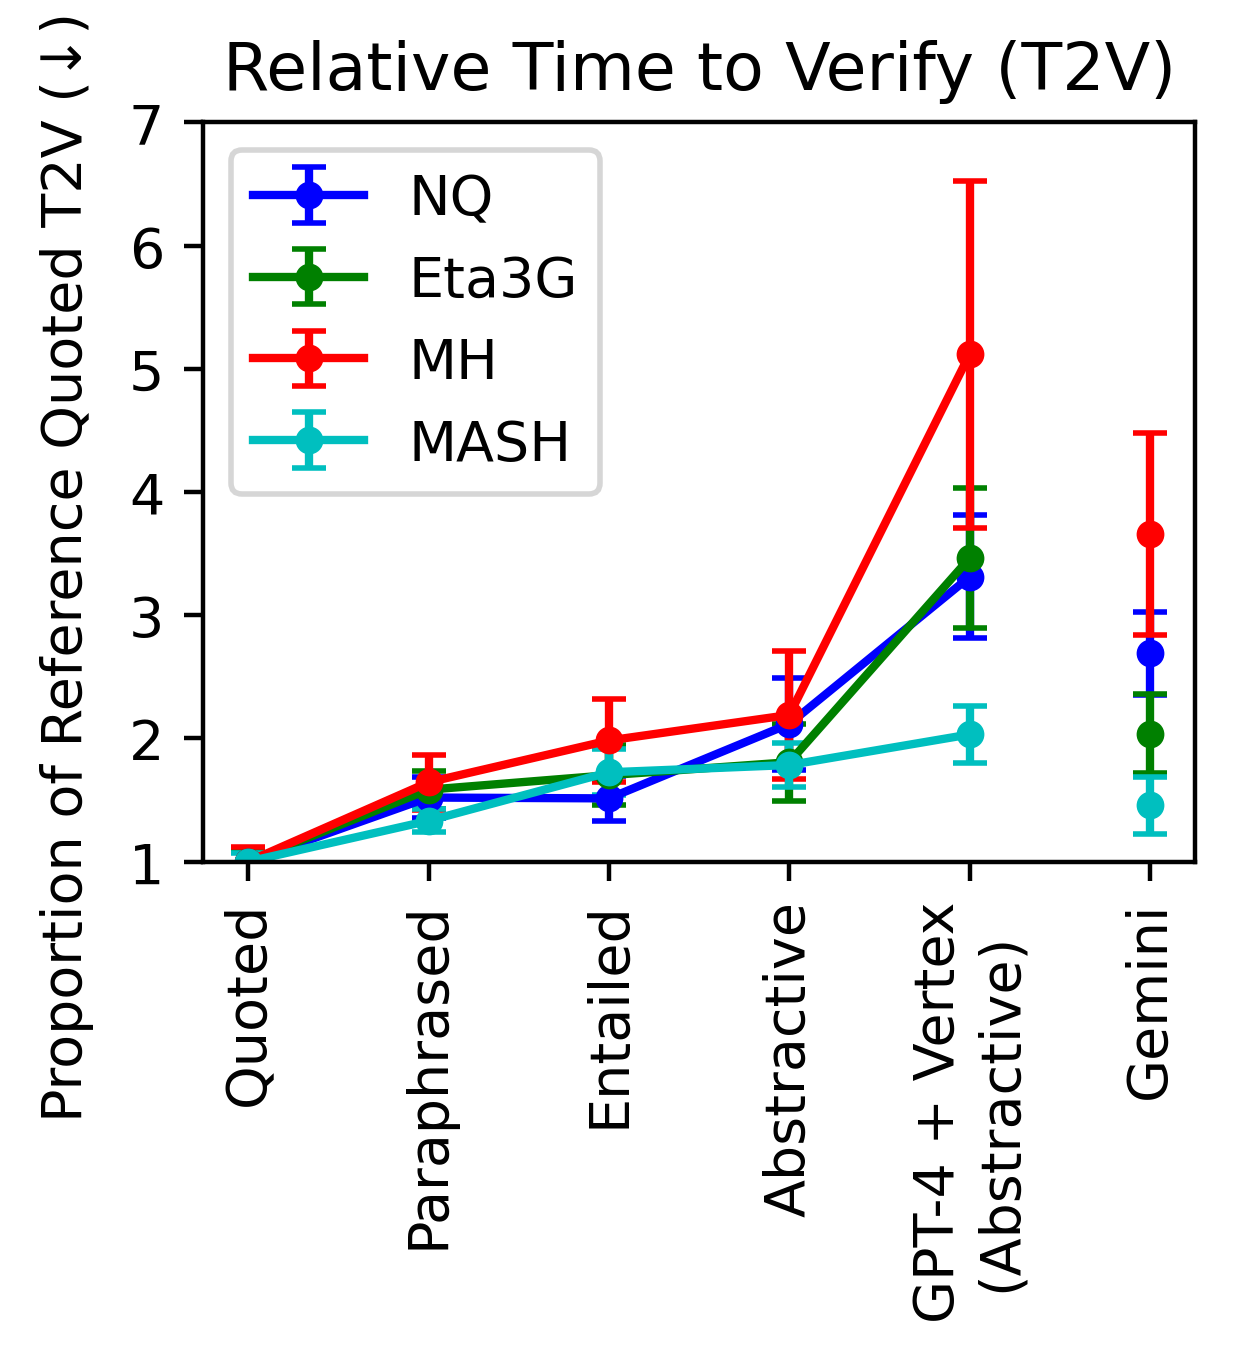 Relative Time to Verify (T2V)
Proportion of Reference Quoted T2V (↓)
7
6
5
4
3
2
1
NQ
Eta3G
MH
MASH
Quoted
Paraphrased
Entailed
Abstractive
GPT-4 + Vertex
(Abstractive)
Gemini